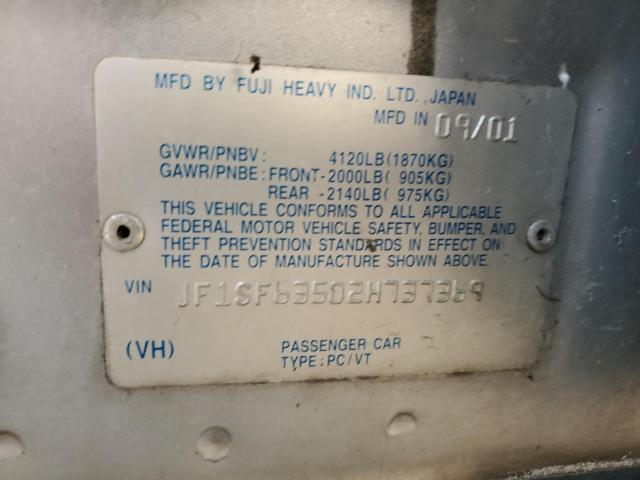 MFD BY FUJI HEAVY IND. LTD. ,JAPAN
MFD IN 09/01
GVWR/PNBV : 4120LB(1870KG)
GAWR/PNBE : FRONT-2000LB( 905KG)
REAR -2140LB( 975KG)
THIS VEHICLE CONFORMS TO ALL APPLICABLE
FEDERAL MOTOR VEHICLE SAFETY, BUMPER, AND
THEFT PREVENTION STANDARDS IN EFFECT ON
THE DATE OF MANUFACTURE SHOWN ABOVE.
VIN JF1SF63502H737369
(VH) PASSENGER CAR
TYPE : PC/VT